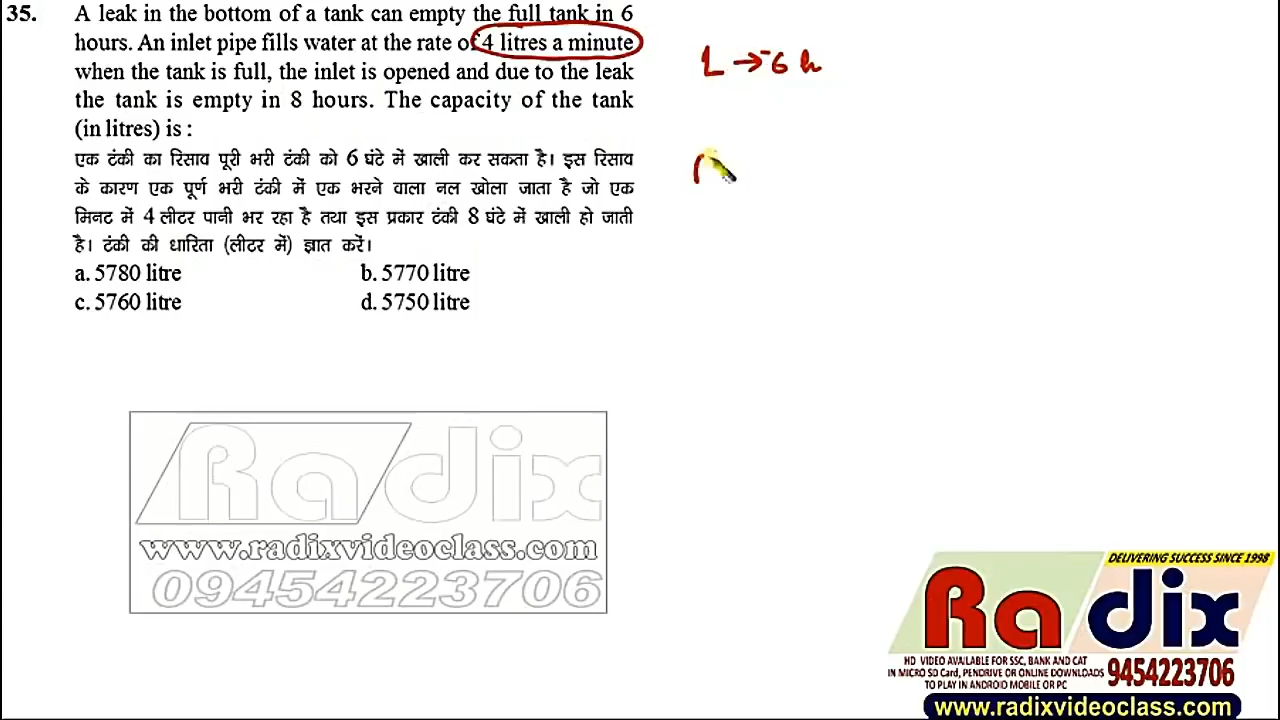 35. A leak in the bottom of a tank can empty the full tank in 6
hours. An inlet pipe fills water at the rate of 4 litres a minute
when the tank is full, the inlet is opened and due to the leak
the tank is empty in 8 hours. The capacity of the tank
(in litres) is :
एक टंकी का रिसाव पूरी भरी टंकी को 6 घंटे में खाली कर सकता है। इस रिसाव
के कारण एक पूर्ण भरी टंकी में एक भरने वाला नल खोला जाता है जो एक
मिनट में 4 लीटर पानी भर रहा है तथा इस प्रकार टंकी 8 घंटे में खाली हो जाती
है। टंकी की धारिता (लीटर में) ज्ञात करें।
a. 5780 litre b. 5770 litre
c. 5760 litre d. 5750 litre
L → -6 h
Radix
www.radixvideoclass.com
09454223706
DELIVERING SUCCESS SINCE 1998
Radix
HD VIDEO AVAILABLE FOR SSC, BANK AND CAT
IN MICRO SD Card, PENDRIVE OR ONLINE DOWNLOADS
TO PLAY IN ANDROID MOBILE OR PC
9454223706
www.radixvideoclass.com